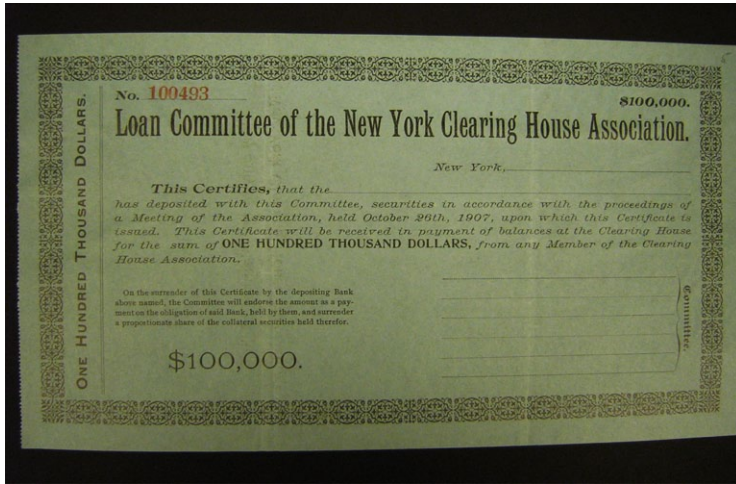 No. 100493
$100,000.
Loan Committee of the New York Clearing House Association.
New York,
This Certifies, that the
has deposited with this Committee, securities in accordance with the proceedings of
a Meeting of the Association, held October 26th, 1907, upon which this Certificate is
issued. This Certificate will be received in payment of balances at the Clearing House
for the sum of ONE HUNDRED THOUSAND DOLLARS, from any Member of the Clearing
House Association.
On the surrender of this Certificate by the depositing Bank
above named, the Committee will endorse the amount as a pay-
ment on the obligation of said Bank, held by them, and surrender
a proportionate share of the collateral securities held therefor.
$100,000.
Committee.
ONE HUNDRED THOUSAND DOLLARS.